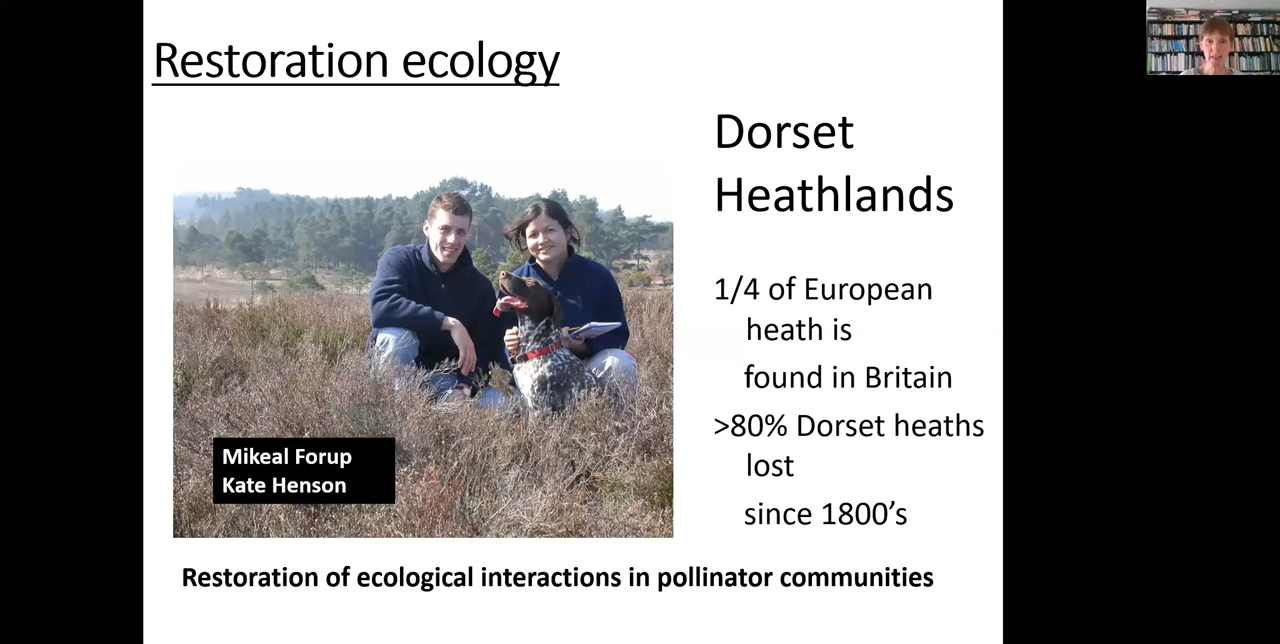 Restoration ecology
Dorset
Heathlands
1/4 of European
heath is
found in Britain
>80% Dorset heaths
lost
since 1800’s
Mikeal Forup
Kate Henson
Restoration of ecological interactions in pollinator communities